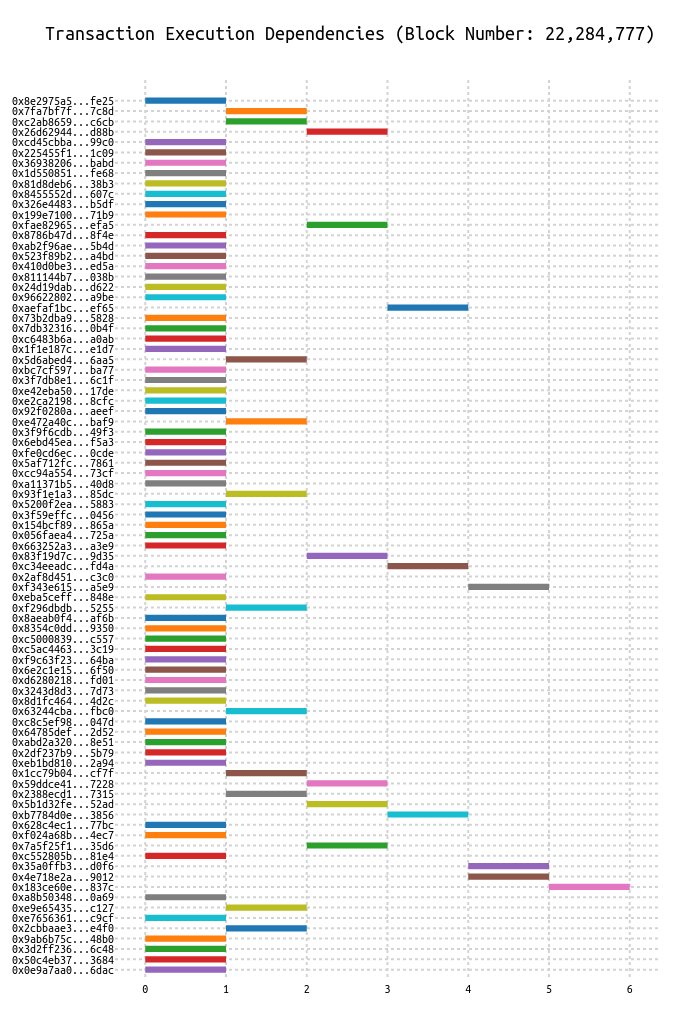 Transaction Execution Dependencies (Block Number: 22,284,777)
0x8e2975a5...fe25
0x7fa7bf7f...7c8d
0xc2ab8659...c6cb
0x26d62944...d88b
0xcd45cbba...99c0
0x225455f1...1c09
0x36938206...babd
0x1d550851...fe68
0x81d8deb6...38b3
0x8455552d...607c
0x326e4483...b5df
0x199e7100...71b9
0xfae82965...efa5
0x8786b47d...8f4e
0xab2f96ae...5b4d
0x523f89b2...a4bd
0x410d0be3...ed5a
0x811144b7...038b
0x24d19dab...d622
0x96622802...a9be
0xaefaf1bc...ef65
0x73b2dba9...5828
0x7db32316...0b4f
0xc6483b6a...a0ab
0x1f1e187c...e1d7
0x5d6abed4...6aa5
0xbc7cf597...ba77
0x3f7db8e1...6c1f
0xe42eba50...17de
0xe2ca2198...8cfc
0x92f0280a...aeef
0xe472a40c...baf9
0x3f9f6cdb...49f3
0x6ebd45ea...f5a3
0xfe0cd6ec...0cde
0x5af712fc...7861
0xcc94a554...73cf
0xa11371b5...40d8
0x93f1e1a3...85dc
0x5200f2ea...5883
0x3f59effc...0456
0x154bcf89...865a
0x056faea4...725a
0x663252a3...a3e9
0x83f19d7c...9d35
0xc34eeadc...fd4a
0x2af8d451...c3c0
0xf343e615...a5e9
0xeba5ceff...848e
0xf296dbdb...5255
0x8aeab0f4...af6b
0x8354c0dd...9350
0xc5000839...c557
0xc5ac4463...3c19
0xf9c63f23...64ba
0x6e2c1e15...6f50
0xd6280218...fd01
0x3243d8d3...7d73
0x8d1fc464...4d2c
0x63244cba...fbc0
0xc8c5ef98...047d
0x64785def...2d52
0xabd2a320...8e51
0x2df237b9...5b79
0xeb1bd810...2a94
0x1cc79b04...cf7f
0x59ddce41...7228
0x2388ecd1...7315
0x5b1d32fe...52ad
0xb7784d0e...3856
0x628c4ec1...77bc
0xf024a68b...4ec7
0x7a5f25f1...35d6
0xc552805b...81e4
0x35a0ffb3...d0f6
0x4e718e2a...9012
0x183ce60e...837c
0xa8b50348...0a69
0xe9e65435...c127
0xe7656361...c9cf
0x2cbbaae3...e4f0
0x9ab6b75c...48b0
0x3d2ff236...6c48
0x50c4eb37...3684
0x0e9a7aa0...6dac
0 1 2 3 4 5 6